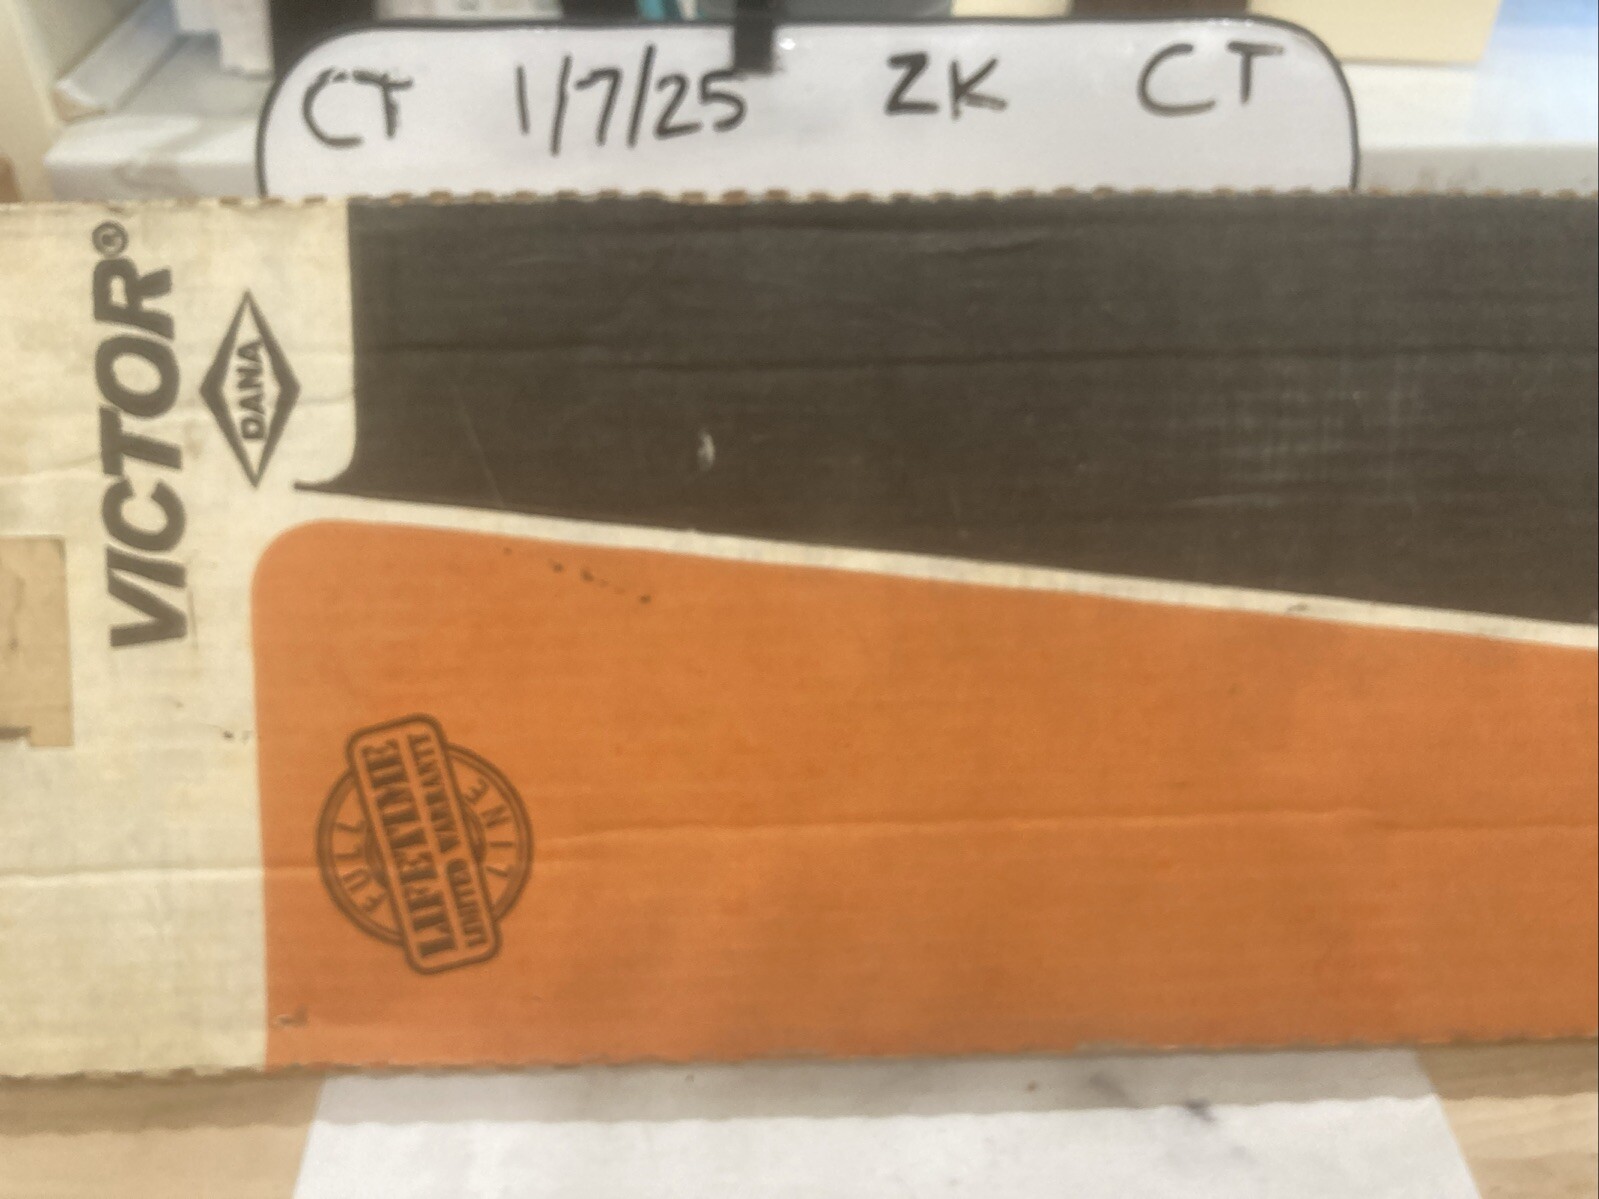 CT 1/7/25 ZK CT
VICTOR®
DANA
FULL LINE
LIFETIME
LIMITED WARRANTY